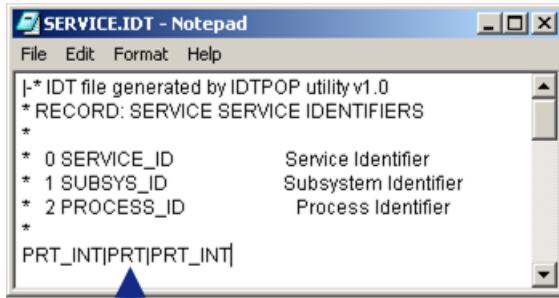 SERVICE.IDT - Notepad
File Edit Format Help
|-* IDT file generated by IDTPOP utility v1.0
* RECORD: SERVICE SERVICE IDENTIFIERS
*
* 0 SERVICE_ID Service Identifier
* 1 SUBSYS_ID Subsystem Identifier
* 2 PROCESS_ID Process Identifier
*
PRT_INT|PRT|PRT_INT|